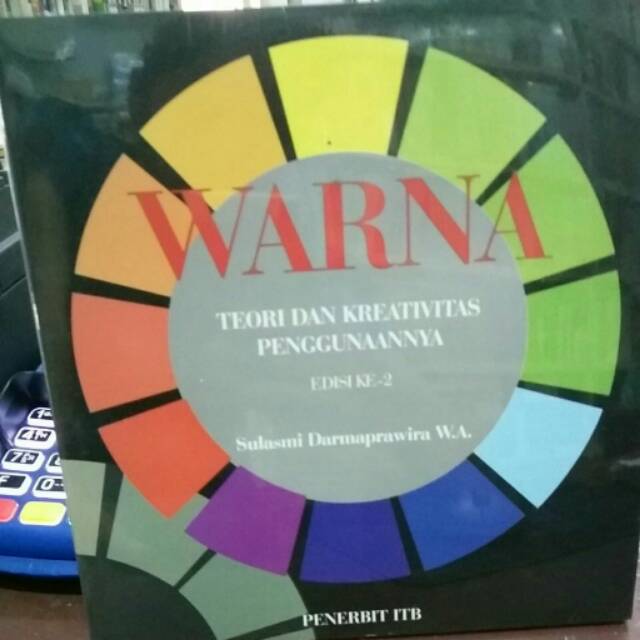 WARNA
TEORI DAN KREATIVITAS
PENGGUNAANNYA
EDISI KE-2
Sulasmi Darmaprawira W.A.
PENERBIT ITB